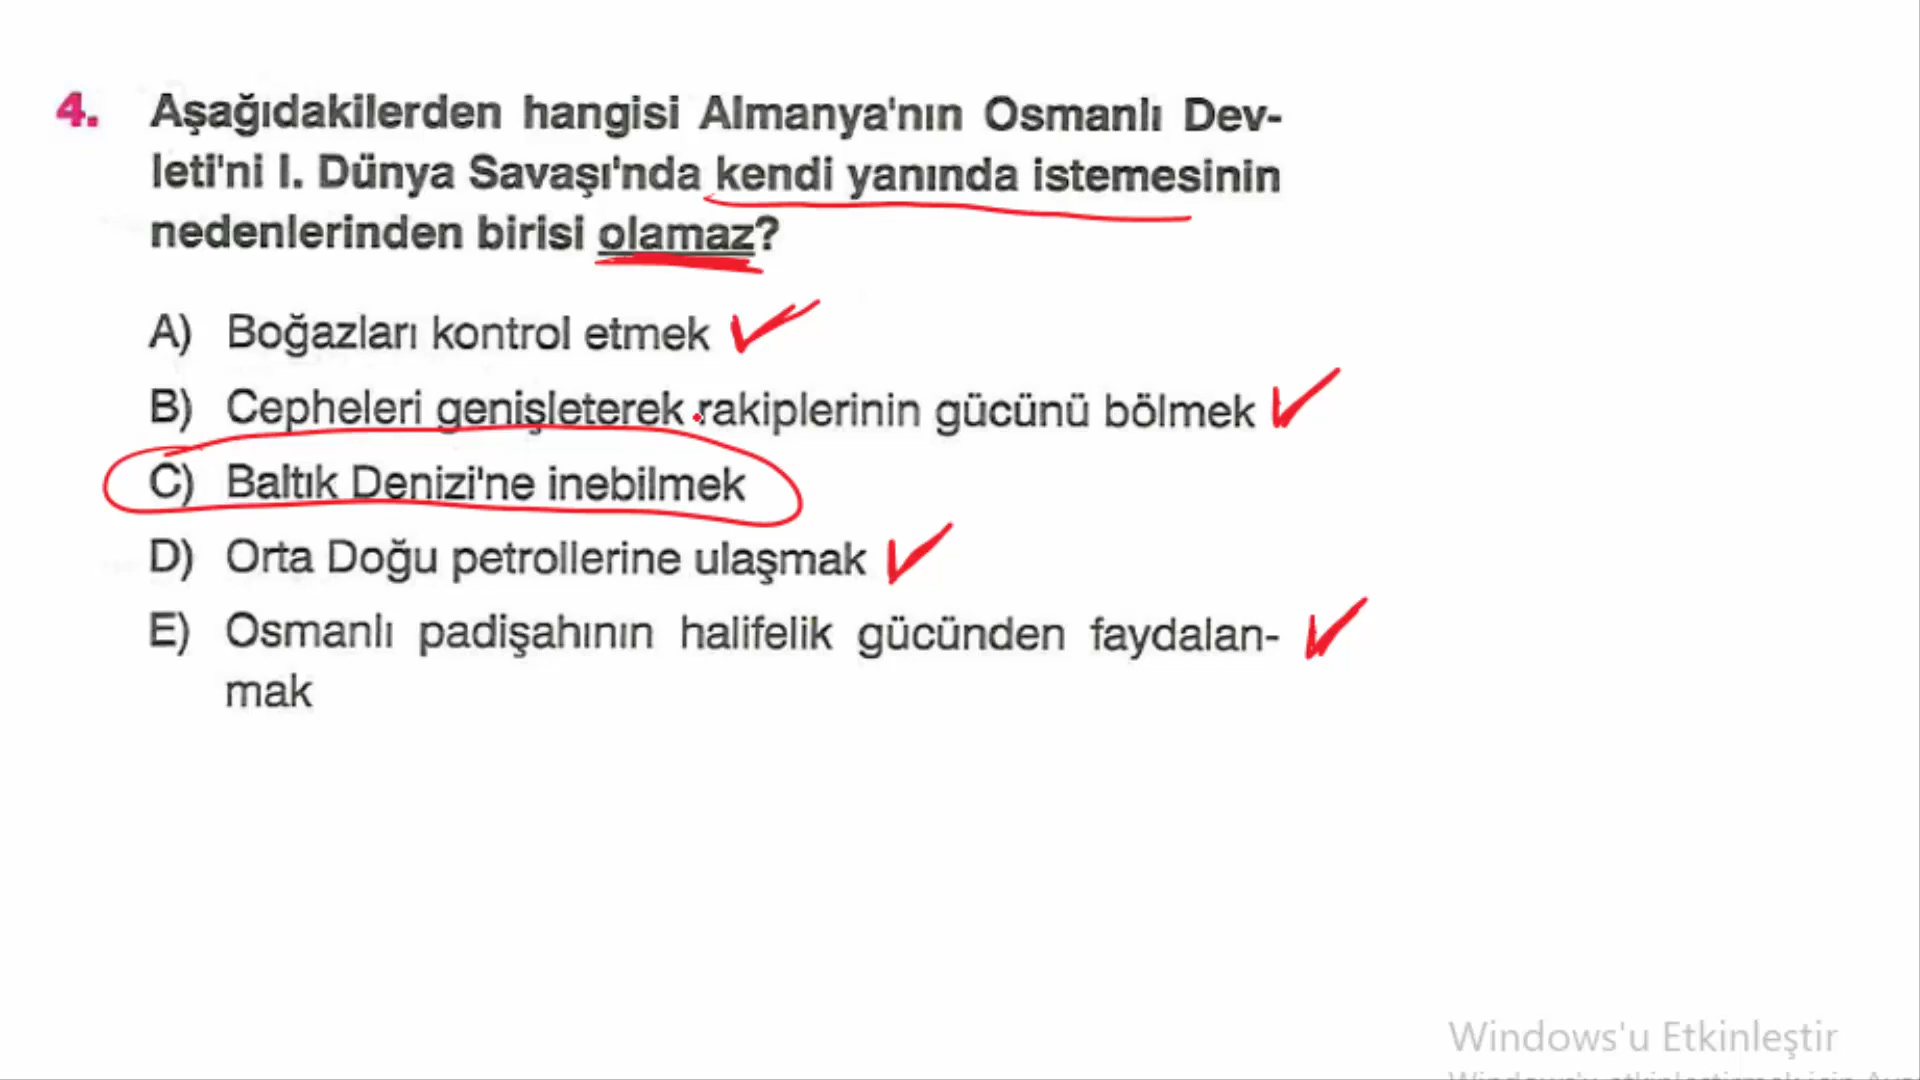 4. Aşağıdakilerden hangisi Almanya'nın Osmanlı Dev-
leti'ni I. Dünya Savaşı'nda kendi yanında istemesinin
nedenlerinden birisi olamaz?
A) Boğazları kontrol etmek
B) Cepheleri genişleterek rakiplerinin gücünü bölmek
C) Baltık Denizi'ne inebilmek
D) Orta Doğu petrollerine ulaşmak
E) Osmanlı padişahının halifelik gücünden faydalan-
mak
Windows'u Etkinleştir